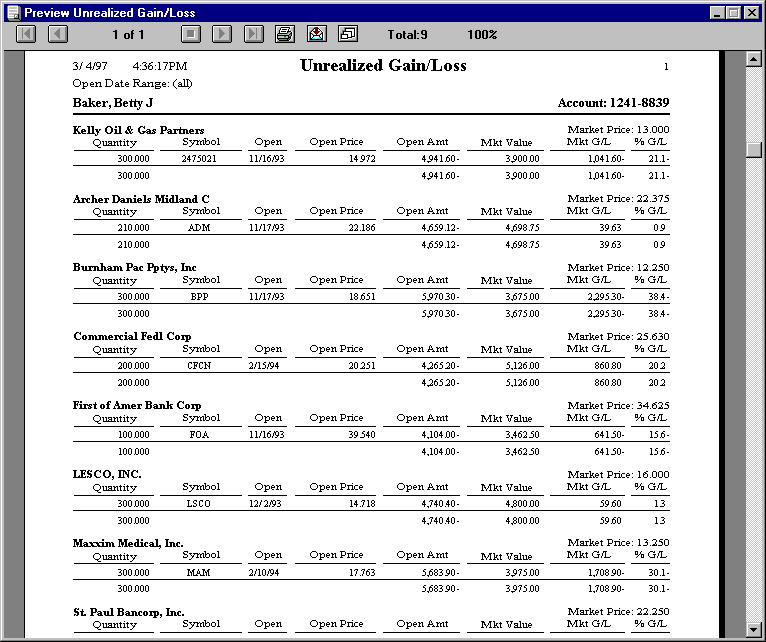 Preview Unrealized Gain/Loss
1 of 1 Total:9 100%
3/ 4/97 4:36:17PM Unrealized Gain/Loss 1
Open Date Range: (all)
Baker, Betty J Account: 1241-8839
Kelly Oil & Gas Partners Market Price: 13.000
Quantity Symbol Open Open Price Open Amt Mkt Value Mkt G/L % G/L
300.000 2475021 11/16/93 14.972 4,941.60- 3,900.00 1,041.60- 21.1-
300.000 4,941.60- 3,900.00 1,041.60- 21.1-
Archer Daniels Midland C Market Price: 22.375
Quantity Symbol Open Open Price Open Amt Mkt Value Mkt G/L % G/L
210.000 ADM 11/17/93 22.186 4,659.12- 4,698.75 39.63 0.9
210.000 4,659.12- 4,698.75 39.63 0.9
Burnham Pac Pptys, Inc Market Price: 12.250
Quantity Symbol Open Open Price Open Amt Mkt Value Mkt G/L % G/L
300.000 BPP 11/17/93 18.651 5,970.30- 3,675.00 2,295.30- 38.4-
300.000 5,970.30- 3,675.00 2,295.30- 38.4-
Commercial Fedl Corp Market Price: 25.630
Quantity Symbol Open Open Price Open Amt Mkt Value Mkt G/L % G/L
200.000 CFCN 2/15/94 20.251 4,265.20- 5,126.00 860.80 20.2
200.000 4,265.20- 5,126.00 860.80 20.2
First of Amer Bank Corp Market Price: 34.625
Quantity Symbol Open Open Price Open Amt Mkt Value Mkt G/L % G/L
100.000 FOA 11/16/93 39.540 4,104.00- 3,462.50 641.50- 15.6-
100.000 4,104.00- 3,462.50 641.50- 15.6-
LESCO, INC. Market Price: 16.000
Quantity Symbol Open Open Price Open Amt Mkt Value Mkt G/L % G/L
300.000 LSCO 12/ 2/93 14.718 4,740.40- 4,800.00 59.60 1.3
300.000 4,740.40- 4,800.00 59.60 1.3
Maxxim Medical, Inc. Market Price: 13.250
Quantity Symbol Open Open Price Open Amt Mkt Value Mkt G/L % G/L
300.000 MAM 2/10/94 17.763 5,683.90- 3,975.00 1,708.90- 30.1-
300.000 5,683.90- 3,975.00 1,708.90- 30.1-
St. Paul Bancorp, Inc. Market Price: 22.250
Quantity Symbol Open Open Price Open Amt Mkt Value Mkt G/L % G/L